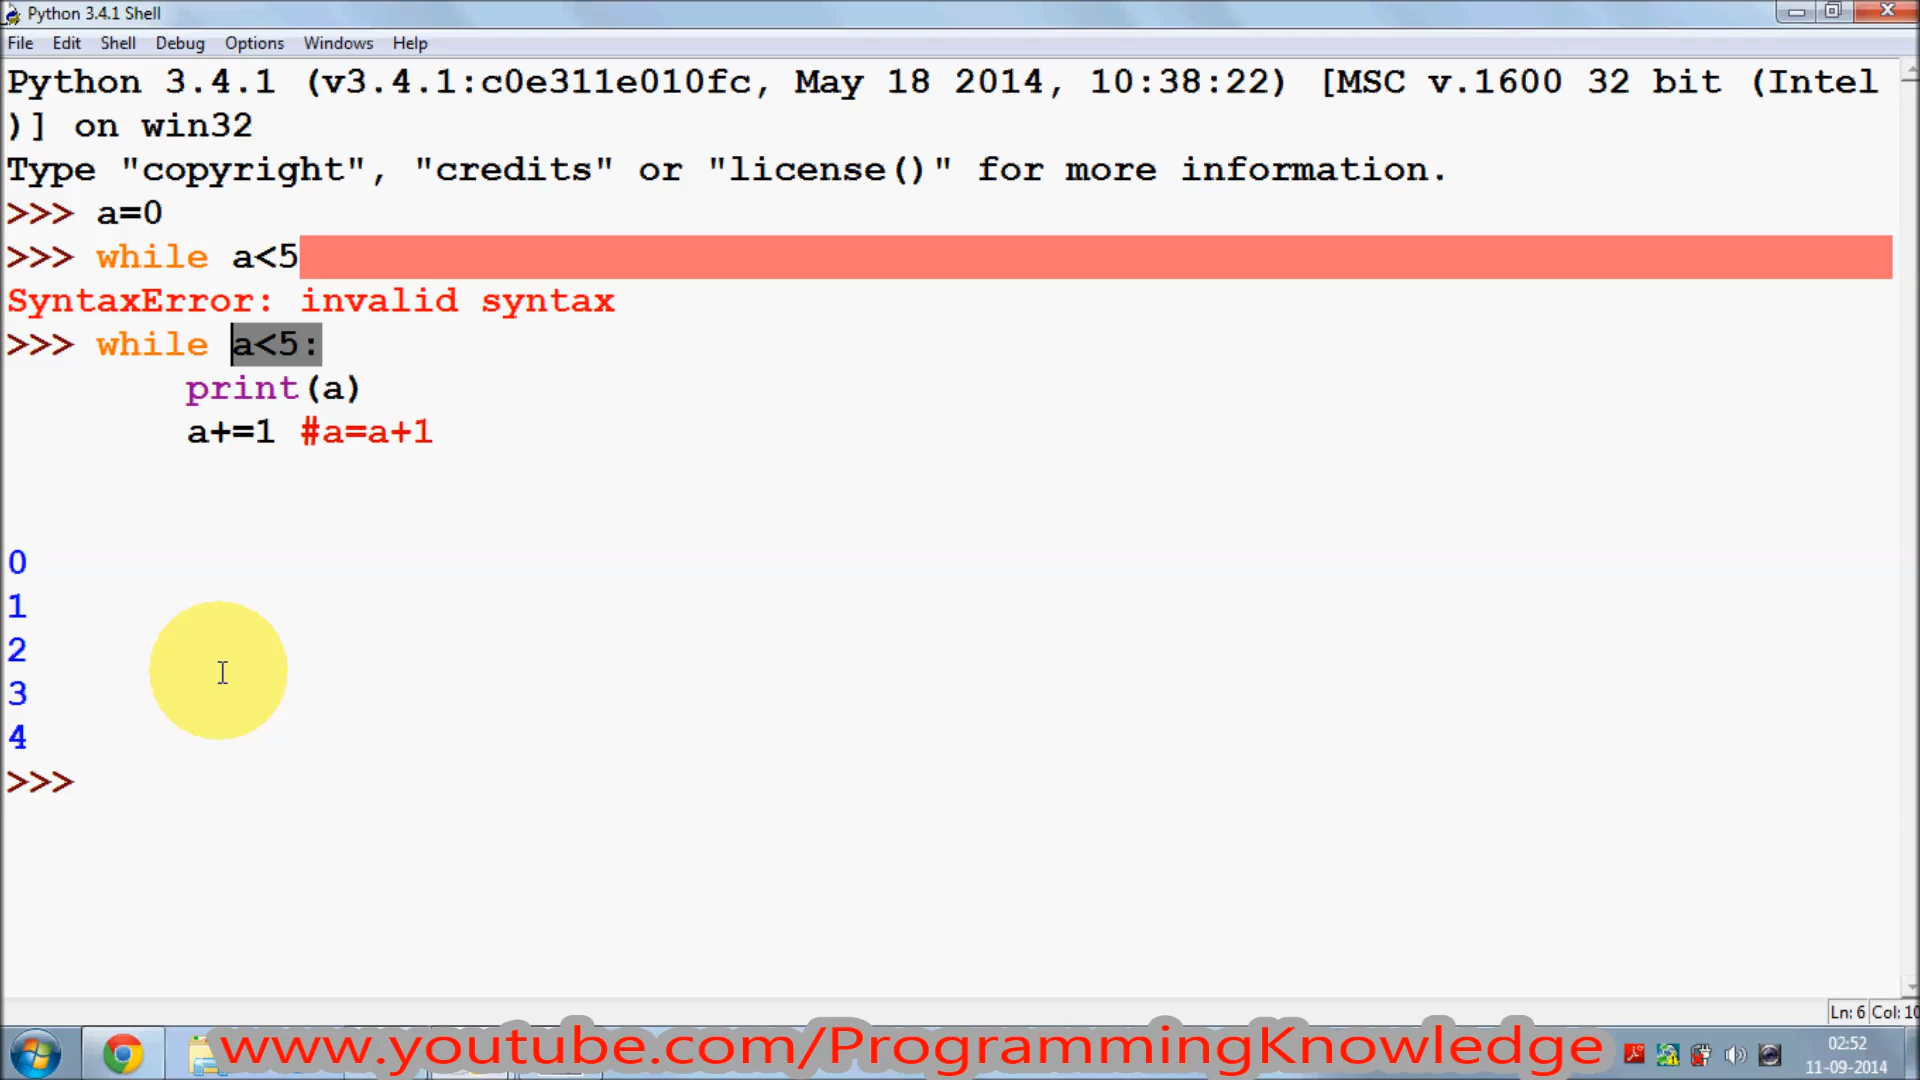 Python 3.4.1 Shell
File Edit Shell Debug Options Windows Help
Python 3.4.1 (v3.4.1:c0e311e010fc, May 18 2014, 10:38:22) [MSC v.1600 32 bit (Intel
)] on win32
Type "copyright", "credits" or "license()" for more information.
>>> a=0
>>> while a<5
SyntaxError: invalid syntax
>>> while a<5:
print(a)
a+=1 #a=a+1
0
1
2
3
4
>>>
Ln: 6 Col: 10
www.youtube.com/ProgrammingKnowledge
02:52
11-09-2014